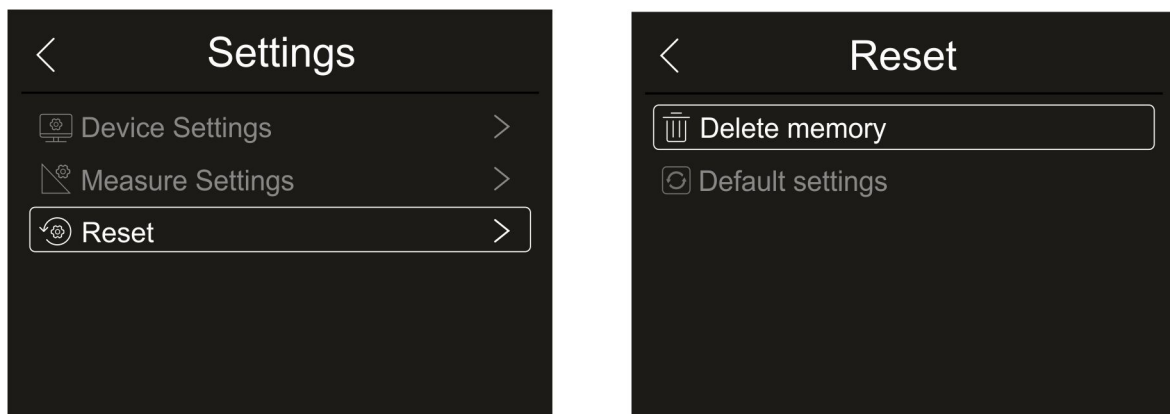 Settings
Device Settings
Measure Settings
Reset
Reset
Delete memory
Default settings